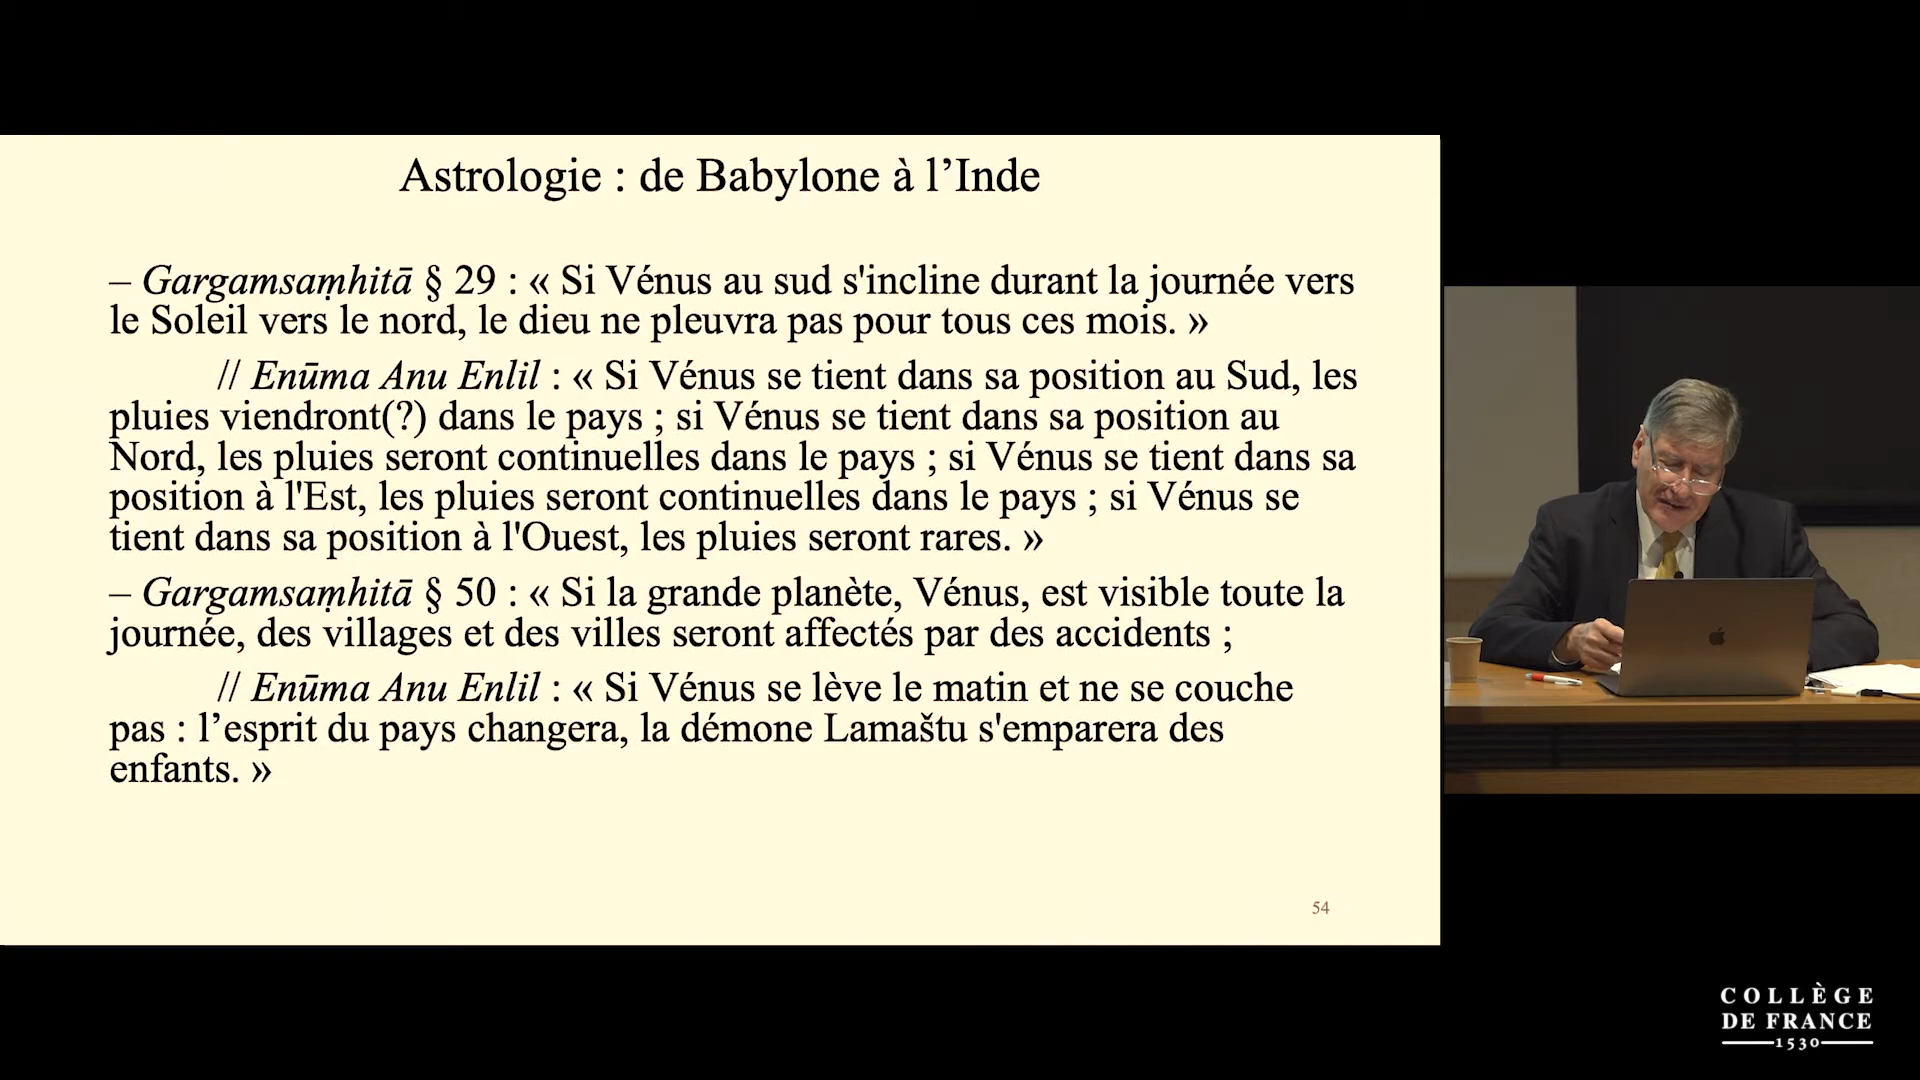 Astrologie : de Babylone à l’Inde
– Gargamsaṃhitā § 29 : « Si Vénus au sud s'incline durant la journée vers
le Soleil vers le nord, le dieu ne pleuvra pas pour tous ces mois. »
// Enūma Anu Enlil : « Si Vénus se tient dans sa position au Sud, les
pluies viendront(?) dans le pays ; si Vénus se tient dans sa position au
Nord, les pluies seront continuelles dans le pays ; si Vénus se tient dans sa
position à l'Est, les pluies seront continuelles dans le pays ; si Vénus se
tient dans sa position à l'Ouest, les pluies seront rares. »
– Gargamsaṃhitā § 50 : « Si la grande planète, Vénus, est visible toute la
journée, des villages et des villes seront affectés par des accidents ;
// Enūma Anu Enlil : « Si Vénus se lève le matin et ne se couche
pas : l’esprit du pays changera, la démone Lamaštu s'emparera des
enfants. »
54
COLLÈGE
DE FRANCE
1530